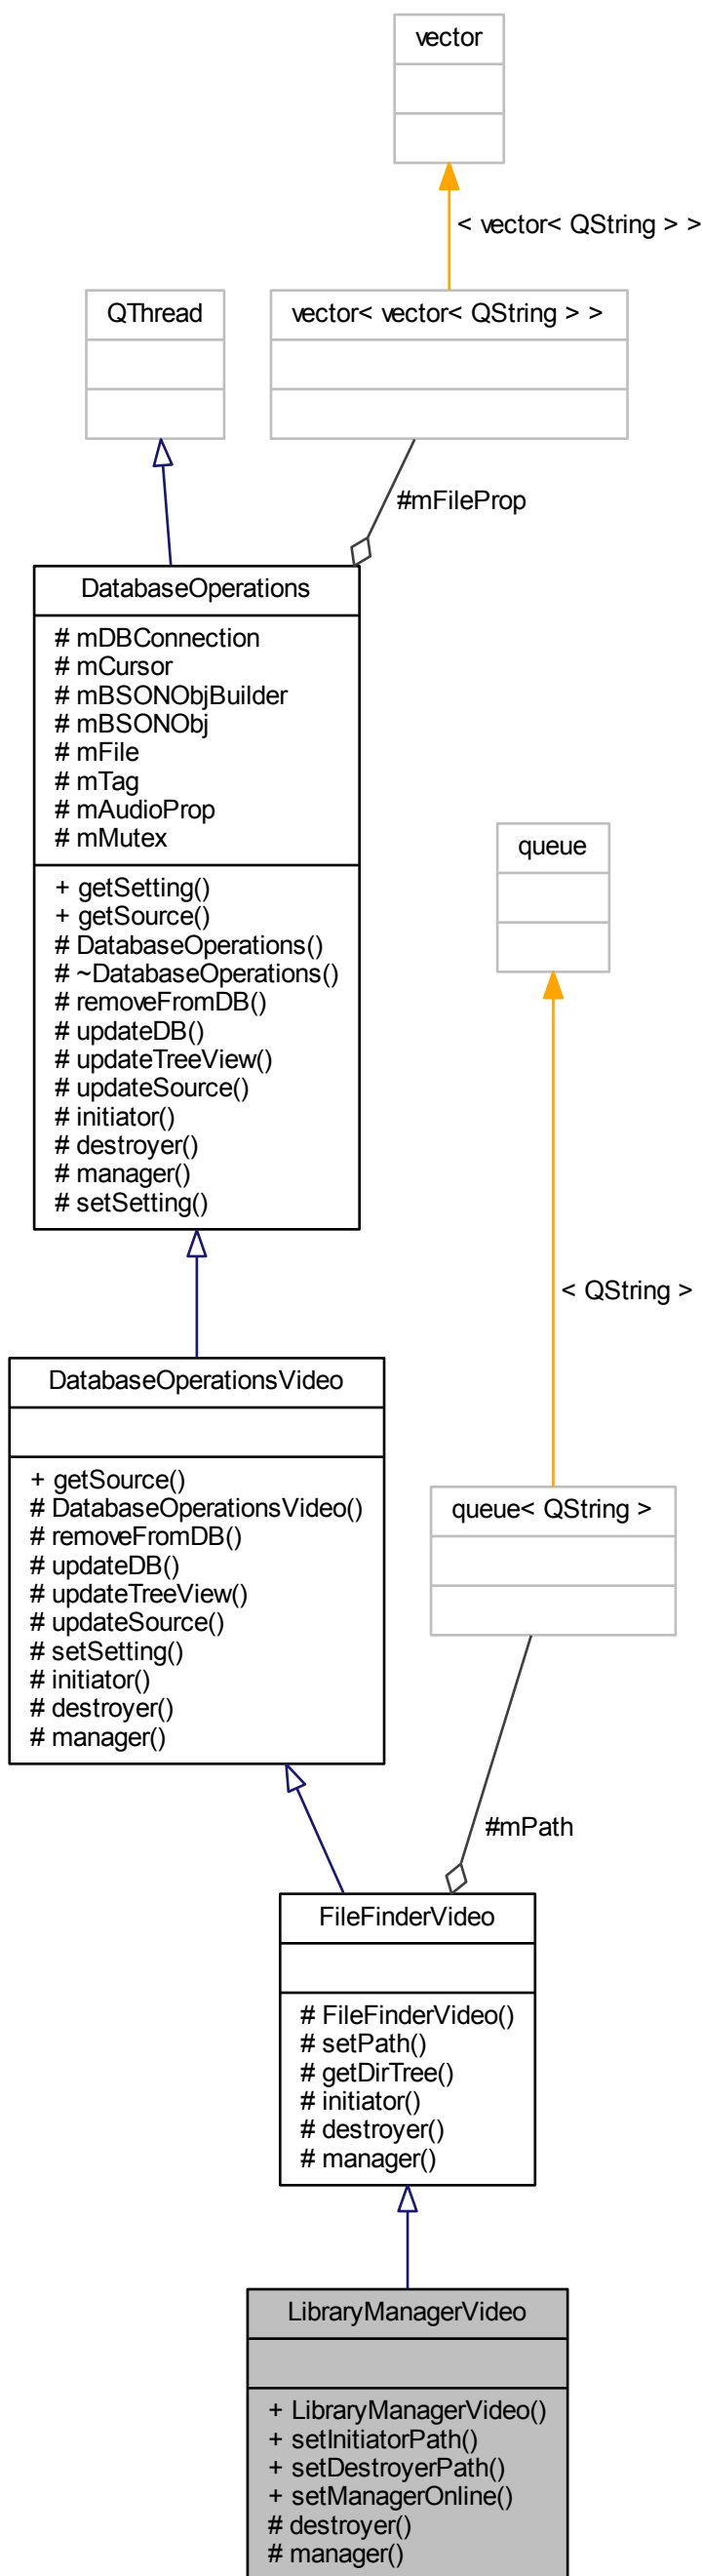 vector
< vector< QString > >
QThread
vector< vector< QString > >
#mFileProp
DatabaseOperations
# mDBConnection
# mCursor
# mBSONObjBuilder
# mBSONObj
# mFile
# mTag
# mAudioProp
# mMutex
+ getSetting()
+ getSource()
# DatabaseOperations()
# ~DatabaseOperations()
# removeFromDB()
# updateDB()
# updateTreeView()
# updateSource()
# initiator()
# destroyer()
# manager()
# setSetting()
queue
< QString >
DatabaseOperationsVideo
+ getSource()
# DatabaseOperationsVideo()
# removeFromDB()
# updateDB()
# updateTreeView()
# updateSource()
# setSetting()
# initiator()
# destroyer()
# manager()
queue< QString >
#mPath
FileFinderVideo
# FileFinderVideo()
# setPath()
# getDirTree()
# initiator()
# destroyer()
# manager()
LibraryManagerVideo
+ LibraryManagerVideo()
+ setInitiatorPath()
+ setDestroyerPath()
+ setManagerOnline()
# destroyer()
# manager()